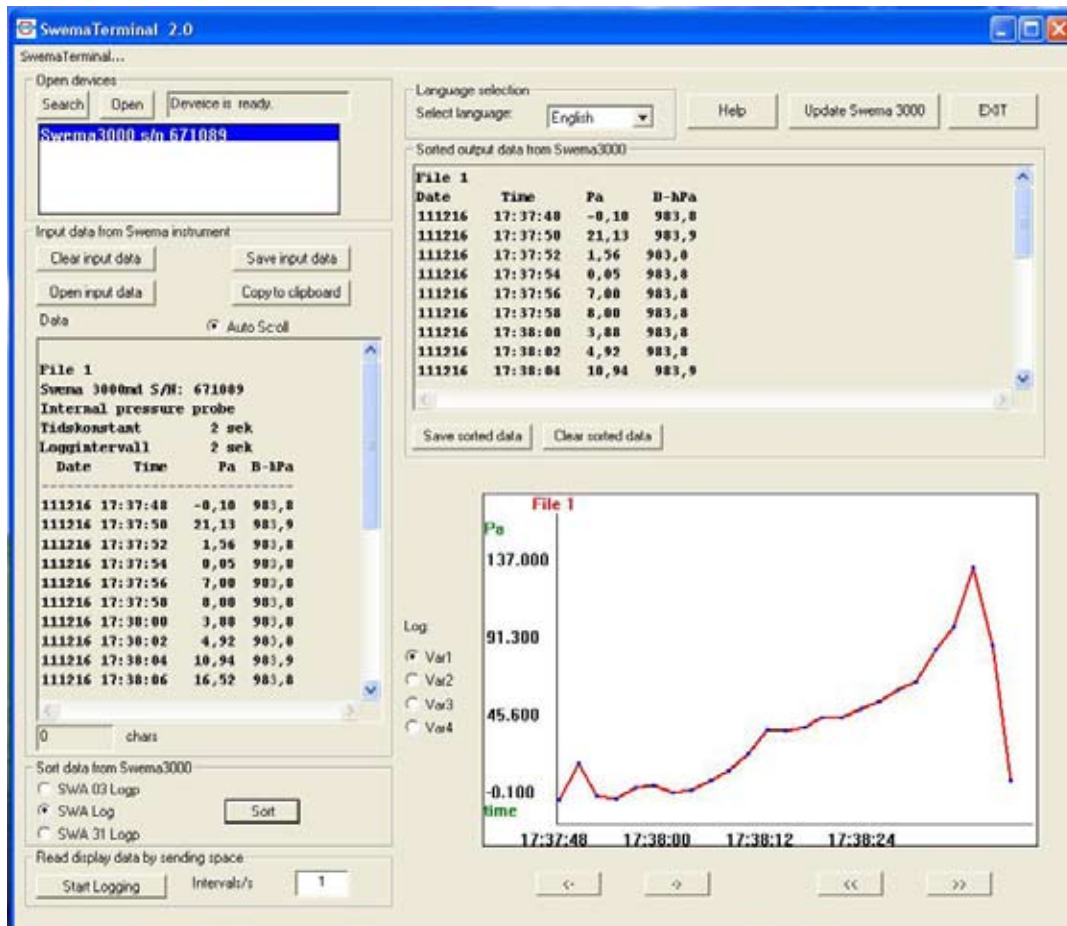 SwemaTerminal 2.0
SwemaTerminal...
Open devices
Search Open Deveice is ready.
Swema3000 s/n 671089
Language selection
Select language: English
Help Update Swema 3000 EXIT
Input data from Swema instrument
Clear input data Save input data
Open input data Copy to clipboard
Data Auto Scroll
File 1
Swema 3000md S/N: 671089
Internal pressure probe
Tidskonstant 2 sek
Loggintervall 2 sek
Date Time Pa B-hPa
----------------------------------
111216 17:37:48 -0,10 983,8
111216 17:37:50 21,13 983,9
111216 17:37:52 1,56 983,8
111216 17:37:54 0,05 983,8
111216 17:37:56 7,00 983,8
111216 17:37:58 8,00 983,8
111216 17:38:00 3,88 983,8
111216 17:38:02 4,92 983,8
111216 17:38:04 10,94 983,9
111216 17:38:06 16,52 983,8
0 chars
Sort data from Swema3000
SWA 03 Logp
SWA Log Sort
SWA 31 Logp
Read display data by sending space
Start Logging Intervals/s 1
Sorted output data from Swema3000
File 1
Date Time Pa B-hPa
111216 17:37:48 -0,10 983,8
111216 17:37:50 21,13 983,9
111216 17:37:52 1,56 983,8
111216 17:37:54 0,05 983,8
111216 17:37:56 7,00 983,8
111216 17:37:58 8,00 983,8
111216 17:38:00 3,88 983,8
111216 17:38:02 4,92 983,8
111216 17:38:04 10,94 983,9
Save sorted data Clear sorted data
Log:
Var1
Var2
Var3
Var4
File 1
Pa
137.000
91.300
45.600
-0.100
time
17:37:48 17:38:00 17:38:12 17:38:24
<- -> << >>